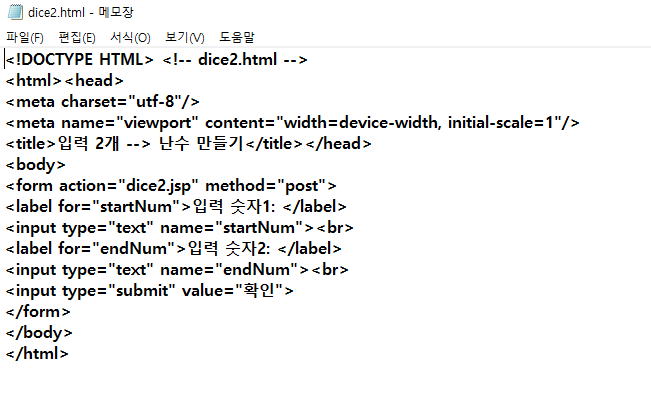 dice2.html - 메모장
파일(F) 편집(E) 서식(O) 보기(V) 도움말
<!DOCTYPE HTML> <!-- dice2.html -->
<html><head>
<meta charset="utf-8"/>
<meta name="viewport" content="width=device-width, initial-scale=1"/>
<title>입력 2개 --> 난수 만들기</title></head>
<body>
<form action="dice2.jsp" method="post">
<label for="startNum">입력 숫자1: </label>
<input type="text" name="startNum"><br>
<label for="endNum">입력 숫자2: </label>
<input type="text" name="endNum"><br>
<input type="submit" value="확인">
</form>
</body>
</html>